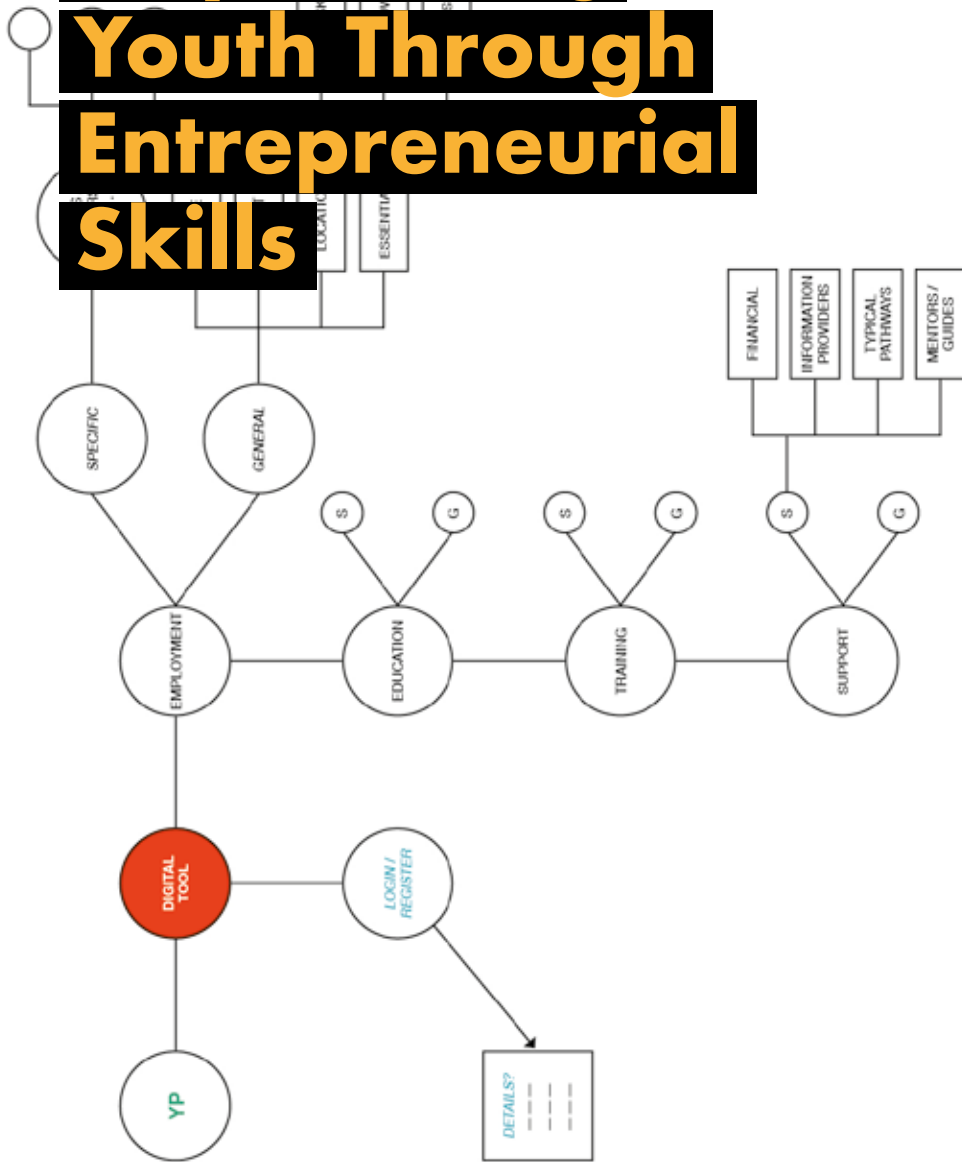 Youth Through
Entrepreneurial
Skills
FINANCIAL
INFORMATION
PROVIDERS
TYPICAL
PATHWAYS
MENTORS /
GUIDES
SPECIFIC
GENERAL
S
G
S
G
S
G
EMPLOYMENT
EDUCATION
TRAINING
SUPPORT
DIGITAL
TOOL
LOGIN /
REGISTER
YP
DETAILS?